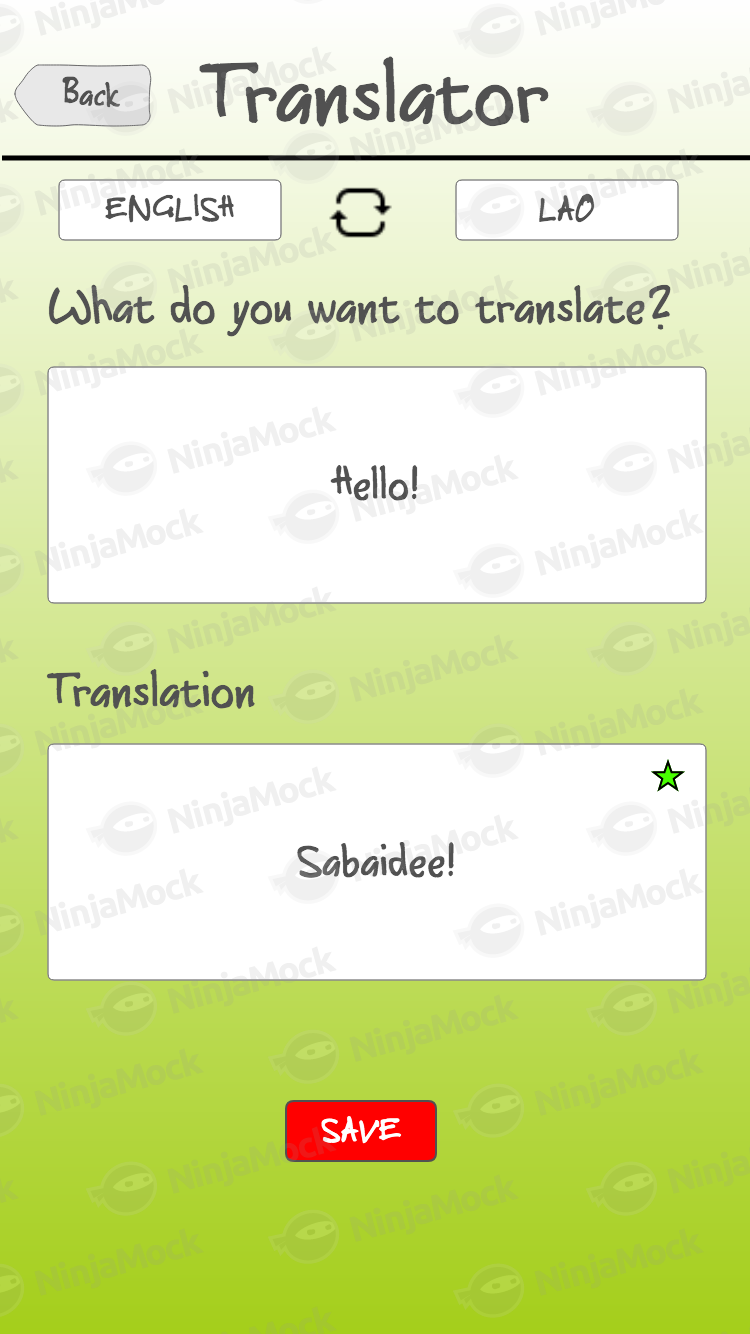 Back
Translator
ENGLISH
LAO
What do you want to translate?
Hello!
Translation
Sabaidee!
SAVE
NinjaMock